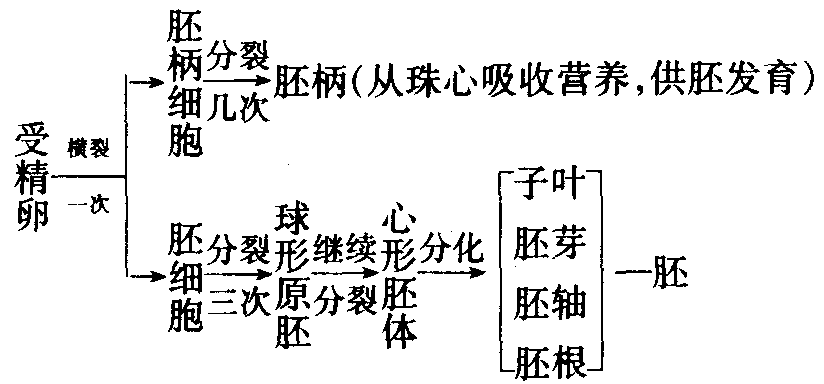 受精卵
横裂
一次
胚柄细胞
分裂
几次
胚柄(从珠心吸收营养,供胚发育)
胚细胞
分裂
三次
球形原胚
继续
分裂
心形胚体
分化
子叶
胚芽
胚轴
胚根
胚